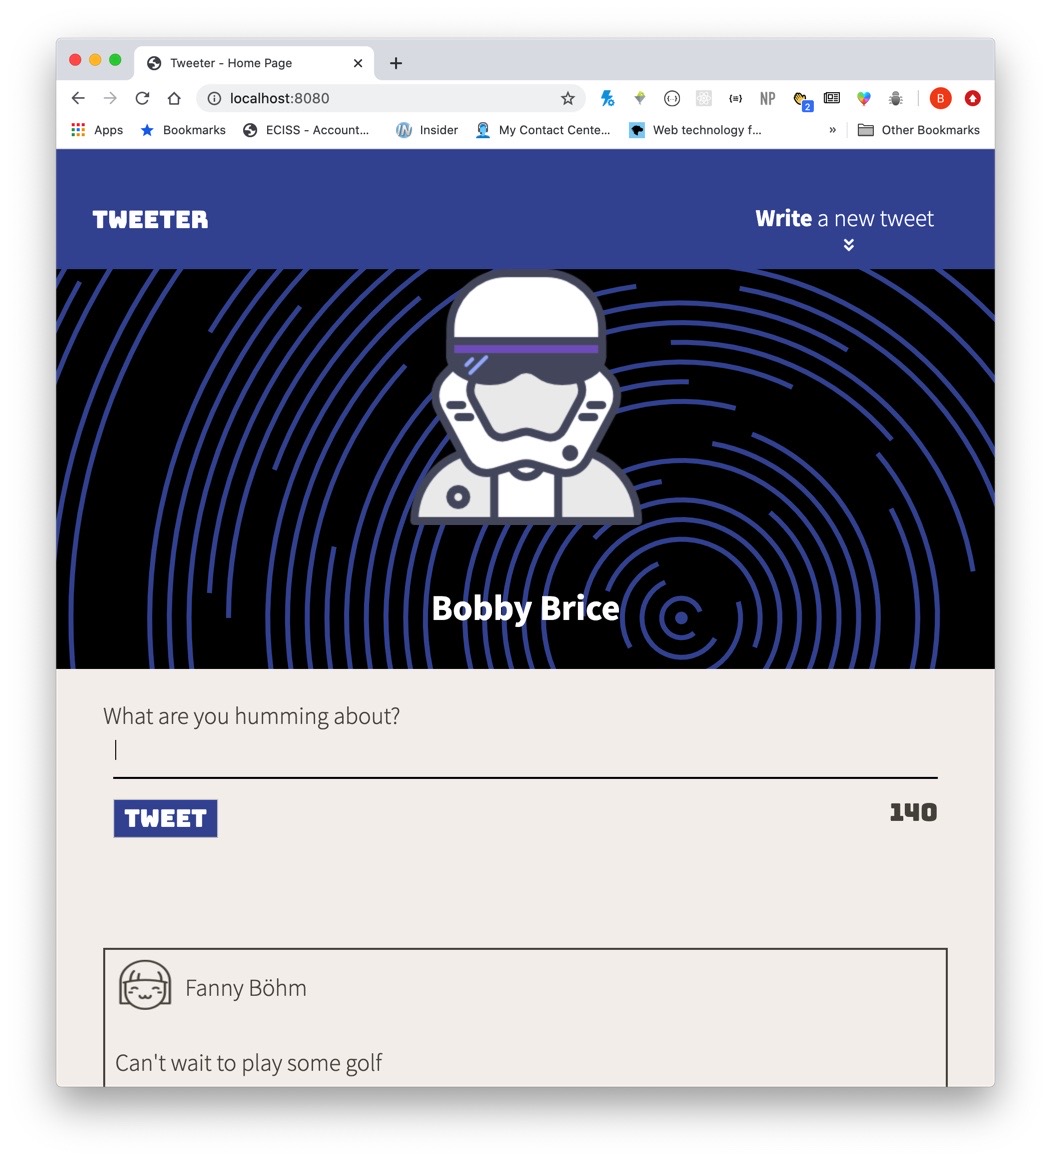 Tweeter - Home Page
localhost:8080
{≡} NP 2 B
Apps Bookmarks ECISS - Account... Insider My Contact Cente... Web technology f... » Other Bookmarks
TWEETER
Write a new tweet
Bobby Brice
What are you humming about?
TWEET 140
Fanny Böhm
Can't wait to play some golf